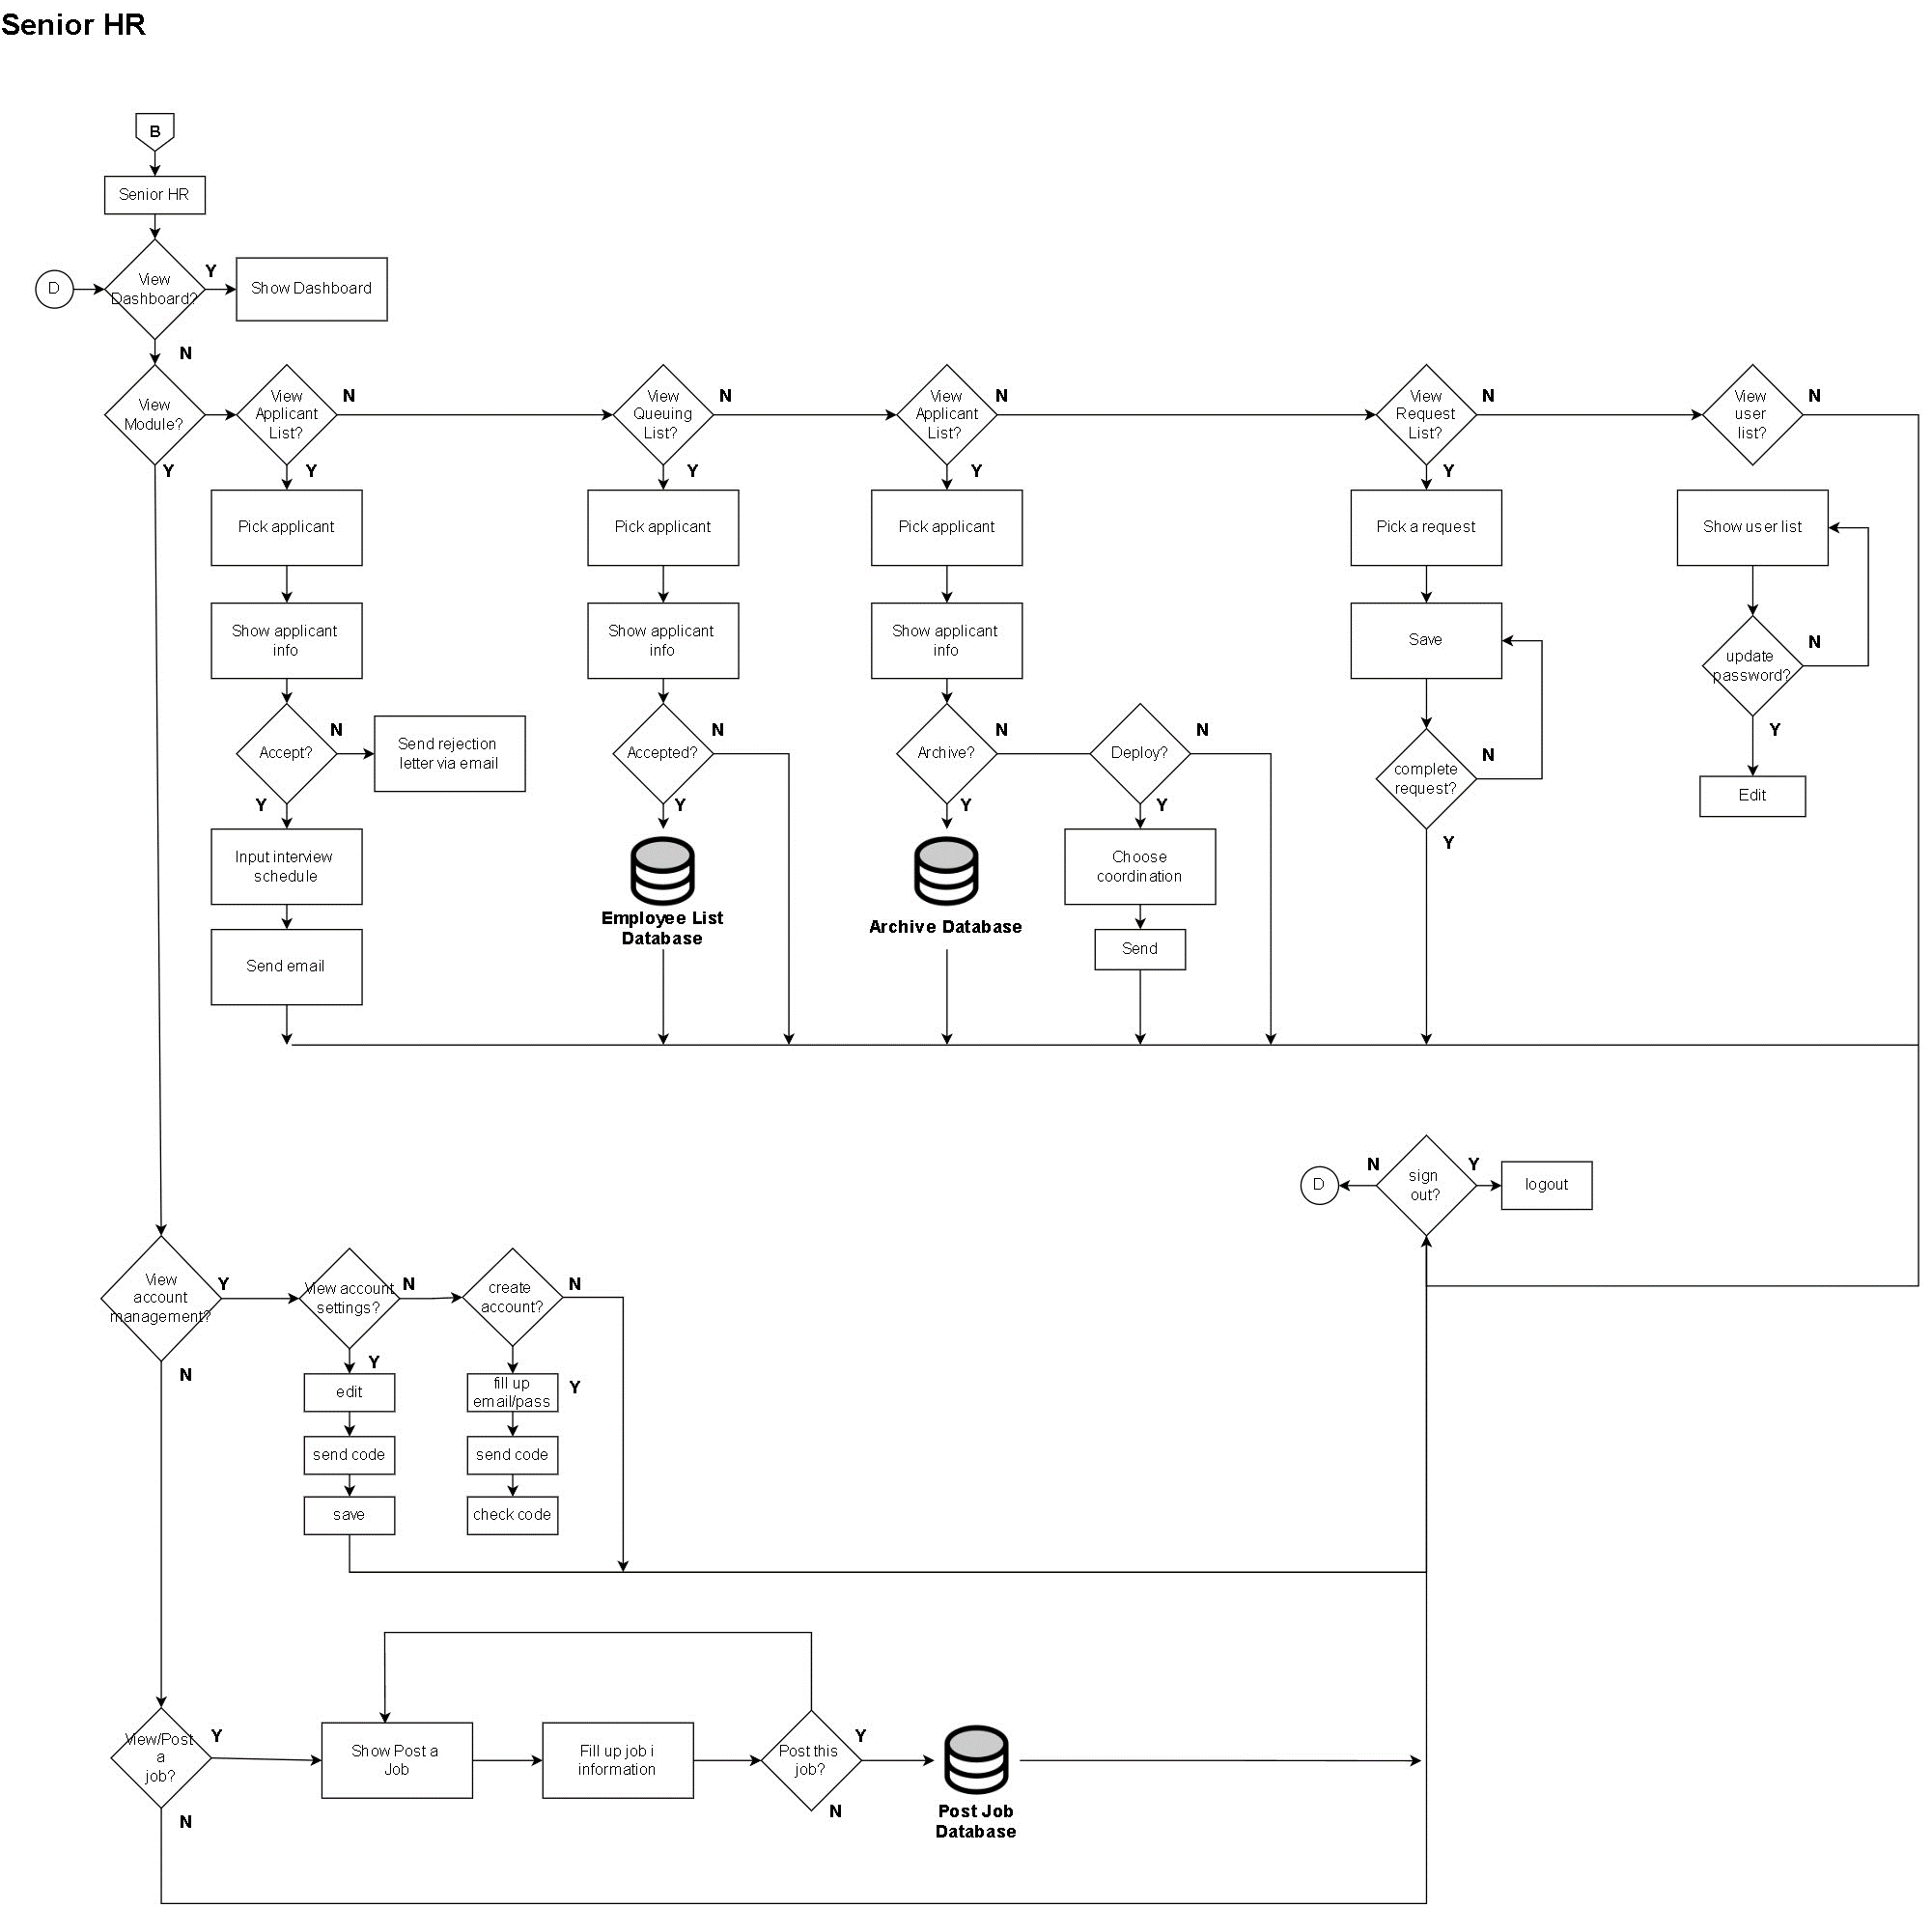 Senior HR
B
Senior HR
D
View
Dashboard?
Y
Show Dashboard
N
View
Module?
Y
View
Applicant
List?
N
Y
View
Queuing
List?
N
Y
View
Applicant
List?
N
Y
View
Request
List?
N
Y
View
user
list?
N
Pick applicant
Pick applicant
Pick applicant
Pick a request
Show user list
Show applicant
info
Show applicant
info
Show applicant
info
Save
update
password?
N
Y
Accept?
N
Y
Send rejection
letter via email
Accepted?
N
Y
Archive?
N
Y
Deploy?
N
Y
complete
request?
N
Y
Edit
Input interview
schedule
Employee List
Database
Archive Database
Choose
coordination
Send email
Send
D
N
sign
out?
Y
logout
View
account
management?
Y
N
View account
settings?
N
Y
create
account?
N
Y
edit
fill up
email/pass
send code
send code
save
check code
View/Post
a
job?
Y
N
Show Post a
Job
Fill up job i
information
Post this
job?
Y
N
Post Job
Database